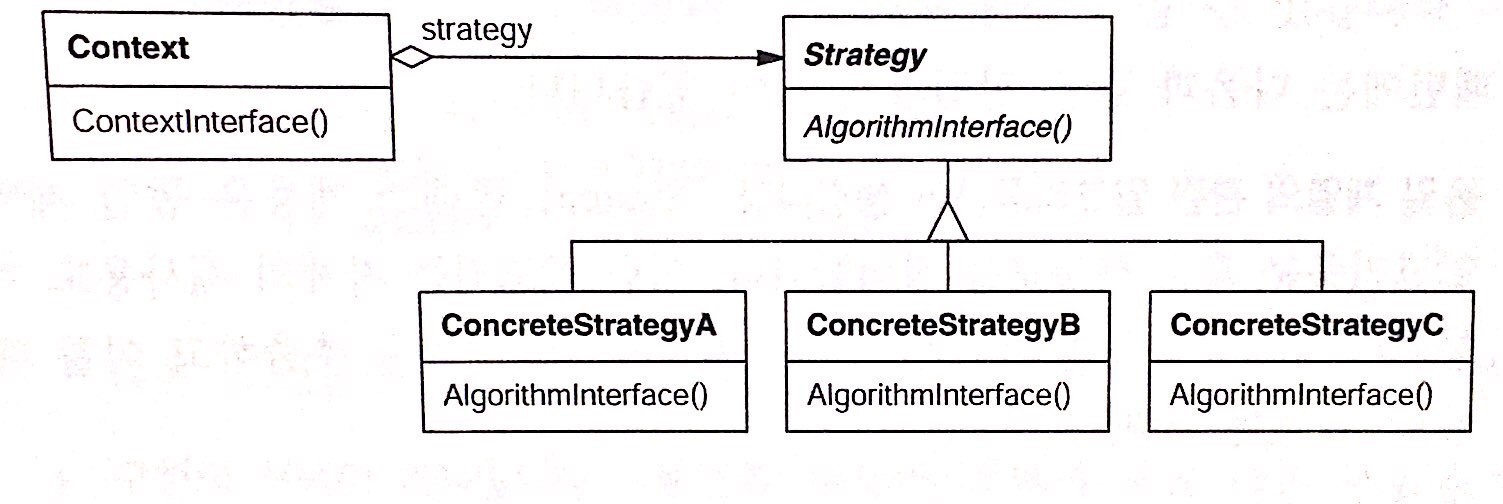 Context
ContextInterface()
strategy
Strategy
AlgorithmInterface()
ConcreteStrategyA
AlgorithmInterface()
ConcreteStrategyB
AlgorithmInterface()
ConcreteStrategyC
AlgorithmInterface()